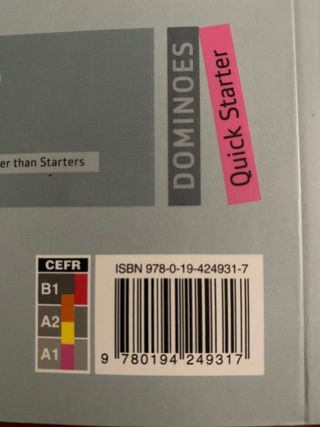 er than Starters
DOMINOES
Quick Starter
CEFR
B1
A2
A1
ISBN 978-0-19-424931-7
9 780194 249317